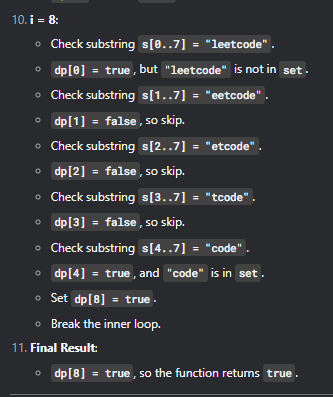 10. i = 8:
○ Check substring s[0..7] = "leetcode".
○ dp[0] = true, but "leetcode" is not in set.
○ Check substring s[1..7] = "eetcode".
○ dp[1] = false, so skip.
○ Check substring s[2..7] = "etcode".
○ dp[2] = false, so skip.
○ Check substring s[3..7] = "tcode".
○ dp[3] = false, so skip.
○ Check substring s[4..7] = "code".
○ dp[4] = true, and "code" is in set.
○ Set dp[8] = true.
○ Break the inner loop.
11. Final Result:
○ dp[8] = true, so the function returns true.